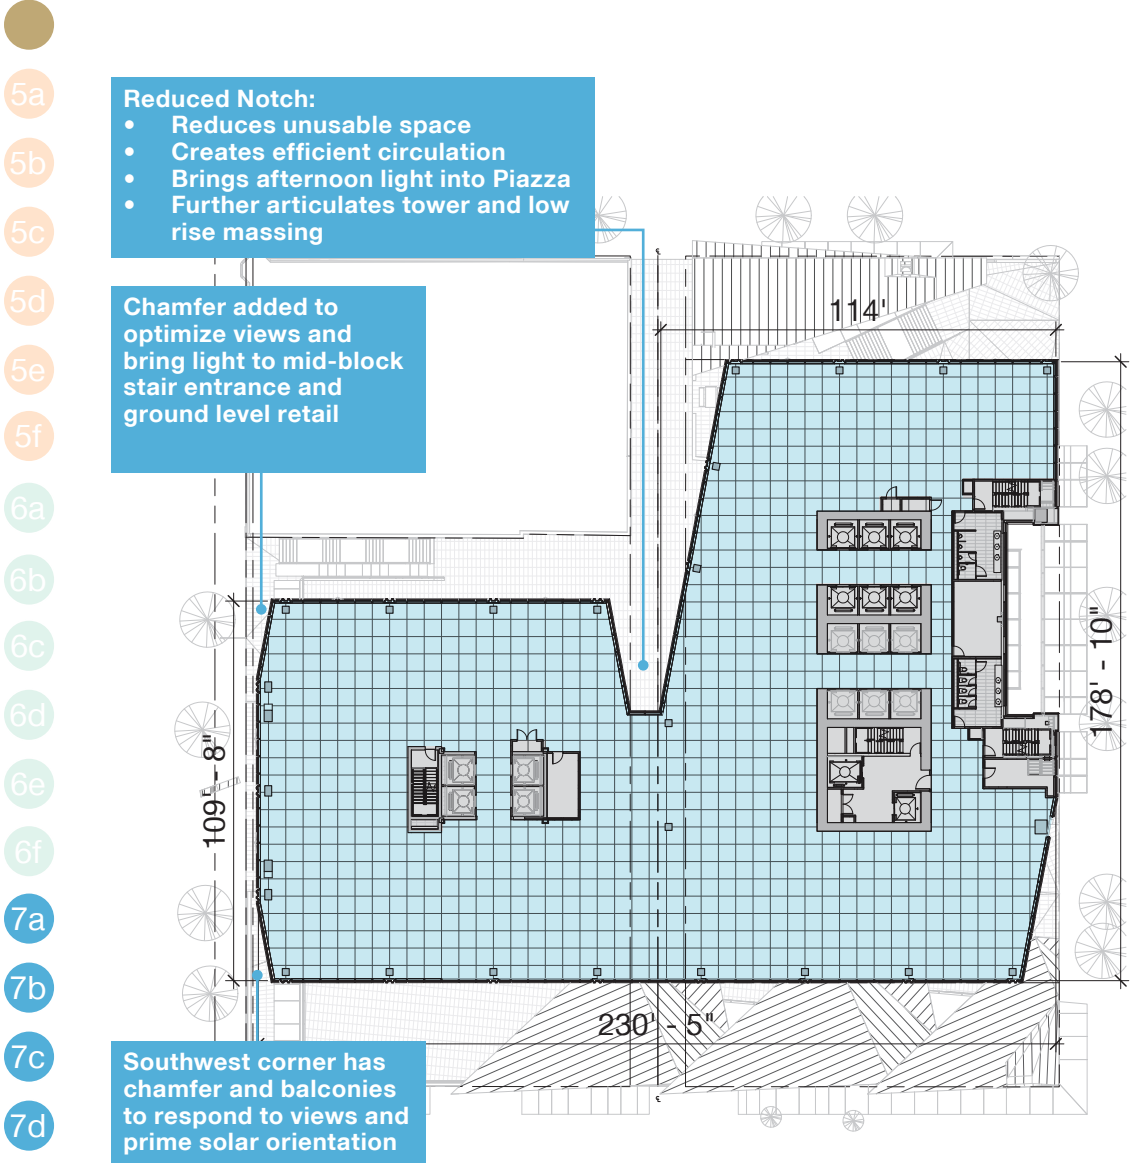 5a
5b
5c
5d
5e
5f
6a
6b
6c
6d
6e
6f
7a
7b
7c
7d
Reduced Notch:
• Reduces unusable space
• Creates efficient circulation
• Brings afternoon light into Piazza
• Further articulates tower and low
rise massing
Chamfer added to
optimize views and
bring light to mid-block
stair entrance and
ground level retail
114'
178' - 10"
109' - 8"
230' - 5"
Southwest corner has
chamfer and balconies
to respond to views and
prime solar orientation